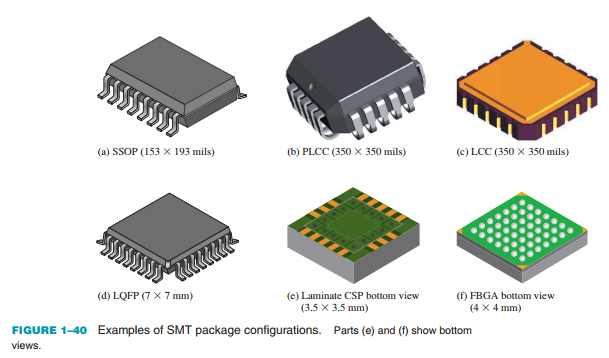 (a) SSOP (153 × 193 mils)
(b) PLCC (350 × 350 mils)
(c) LCC (350 × 350 mils)
(d) LQFP (7 × 7 mm)
(e) Laminate CSP bottom view
(3.5 × 3.5 mm)
(f) FBGA bottom view
(4 × 4 mm)
FIGURE 1–40 Examples of SMT package configurations. Parts (e) and (f) show bottom
views.